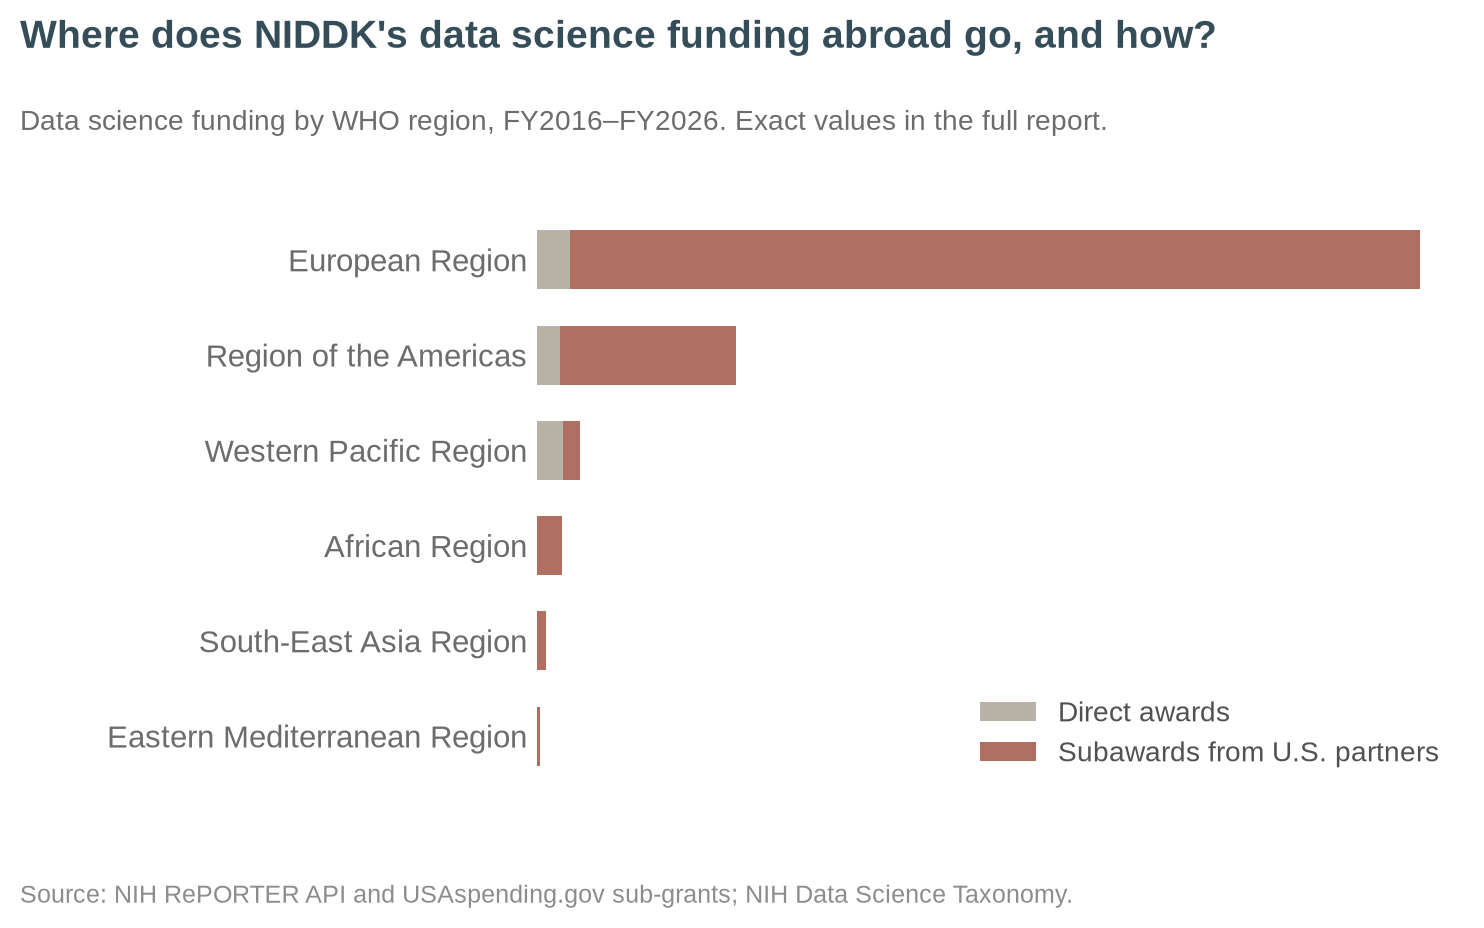 Where does NIDDK's data science funding abroad go, and how?
Data science funding by WHO region, FY2016–FY2026. Exact values in the full report.
European Region
Region of the Americas
Western Pacific Region
African Region
South-East Asia Region
Eastern Mediterranean Region
Direct awards
Subawards from U.S. partners
Source: NIH RePORTER API and USAspending.gov sub-grants; NIH Data Science Taxonomy.